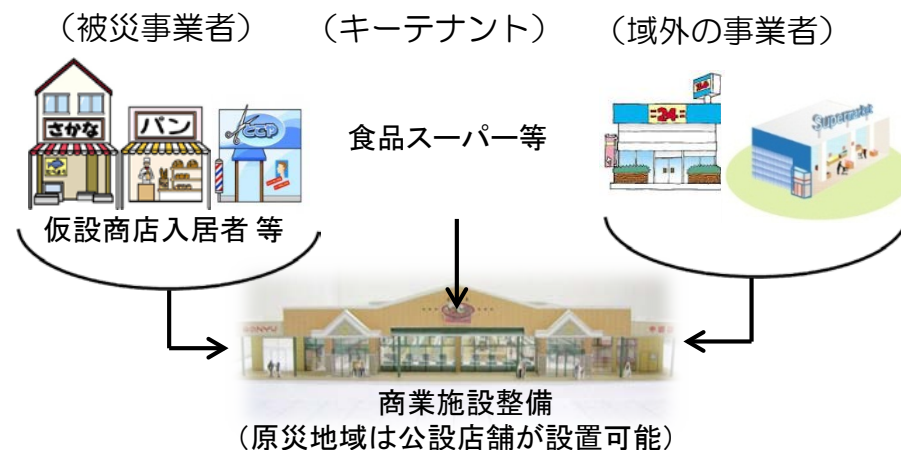 （被災事業者）
（キーテナント）
（域外の事業者）
さかな
パン
=24=
24
Supermarket
食品スーパー等
仮設商店入居者 等
商業施設整備
（原災地域は公設店舗が設置可能）